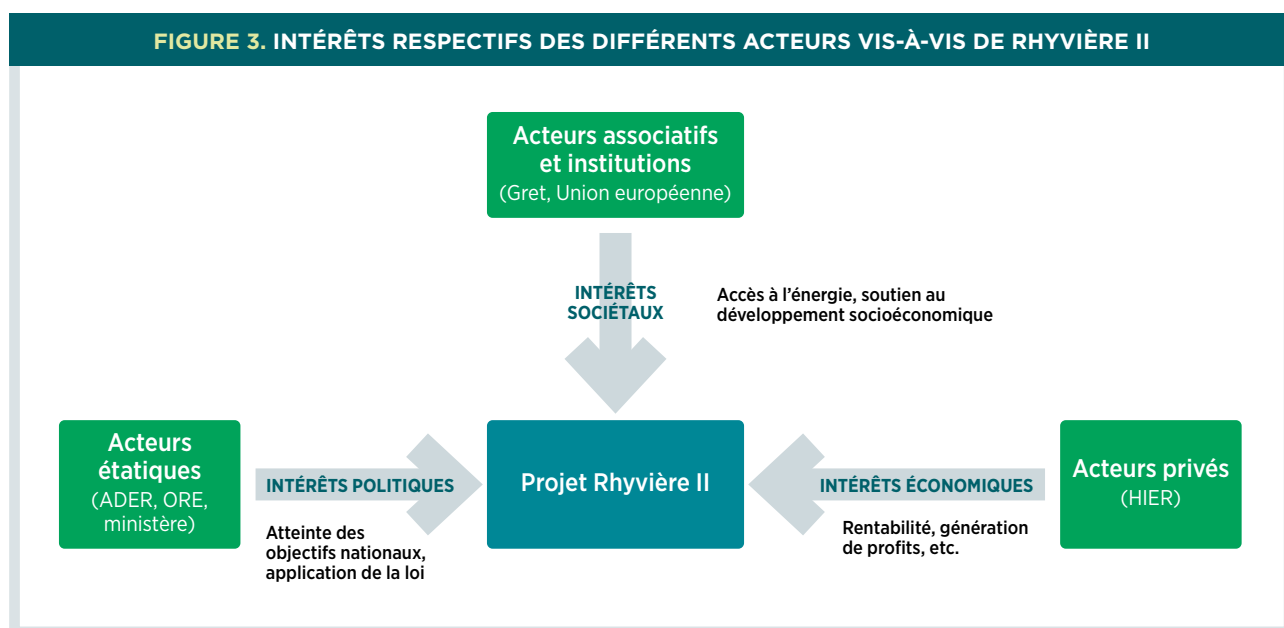 FIGURE 3. INTÉRÊTS RESPECTIFS DES DIFFÉRENTS ACTEURS VIS-À-VIS DE RHYVIÈRE II
Acteurs associatifs
et institutions
(Gret, Union européenne)
INTÉRÊTS
SOCIÉTAUX
Accès à l’énergie, soutien au
développement socioéconomique
Acteurs
étatiques
(ADER, ORE,
ministère)
INTÉRÊTS POLITIQUES
Atteinte des
objectifs nationaux,
application de la loi
Projet Rhyvière II
INTÉRÊTS ÉCONOMIQUES
Rentabilité, génération
de profits, etc.
Acteurs privés
(HIER)